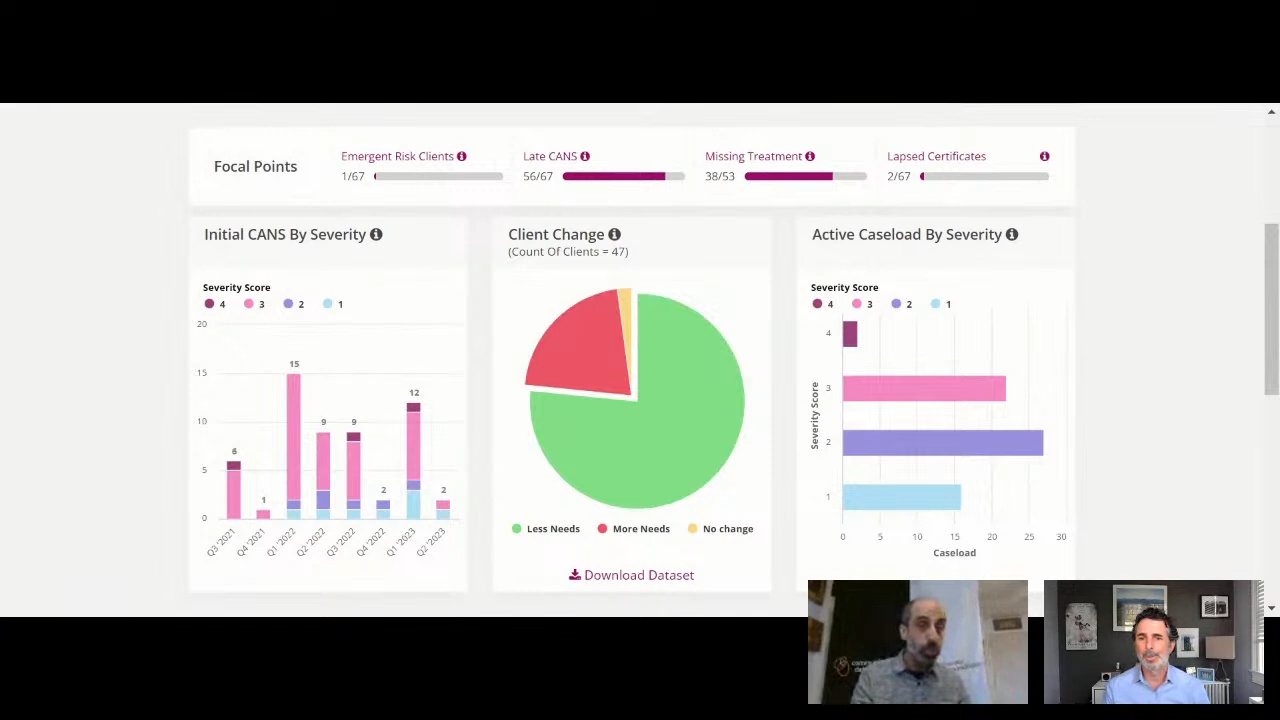 Focal Points
Emergent Risk Clients
1/67
Late CANS
56/67
Missing Treatment
38/53
Lapsed Certificates
2/67
Initial CANS By Severity
Severity Score
4 3 2 1
20
15
10
5
0
6
1
15
9
9
2
12
2
Q3 '2021
Q4 '2021
Q1 '2022
Q2 '2022
Q3 '2022
Q4 '2022
Q1 '2023
Q2 '2023
Client Change
(Count Of Clients = 47)
Less Needs More Needs No change
Download Dataset
Active Caseload By Severity
Severity Score
4 3 2 1
Severity Score
4
3
2
1
0 5 10 15 20 25 30
Caseload